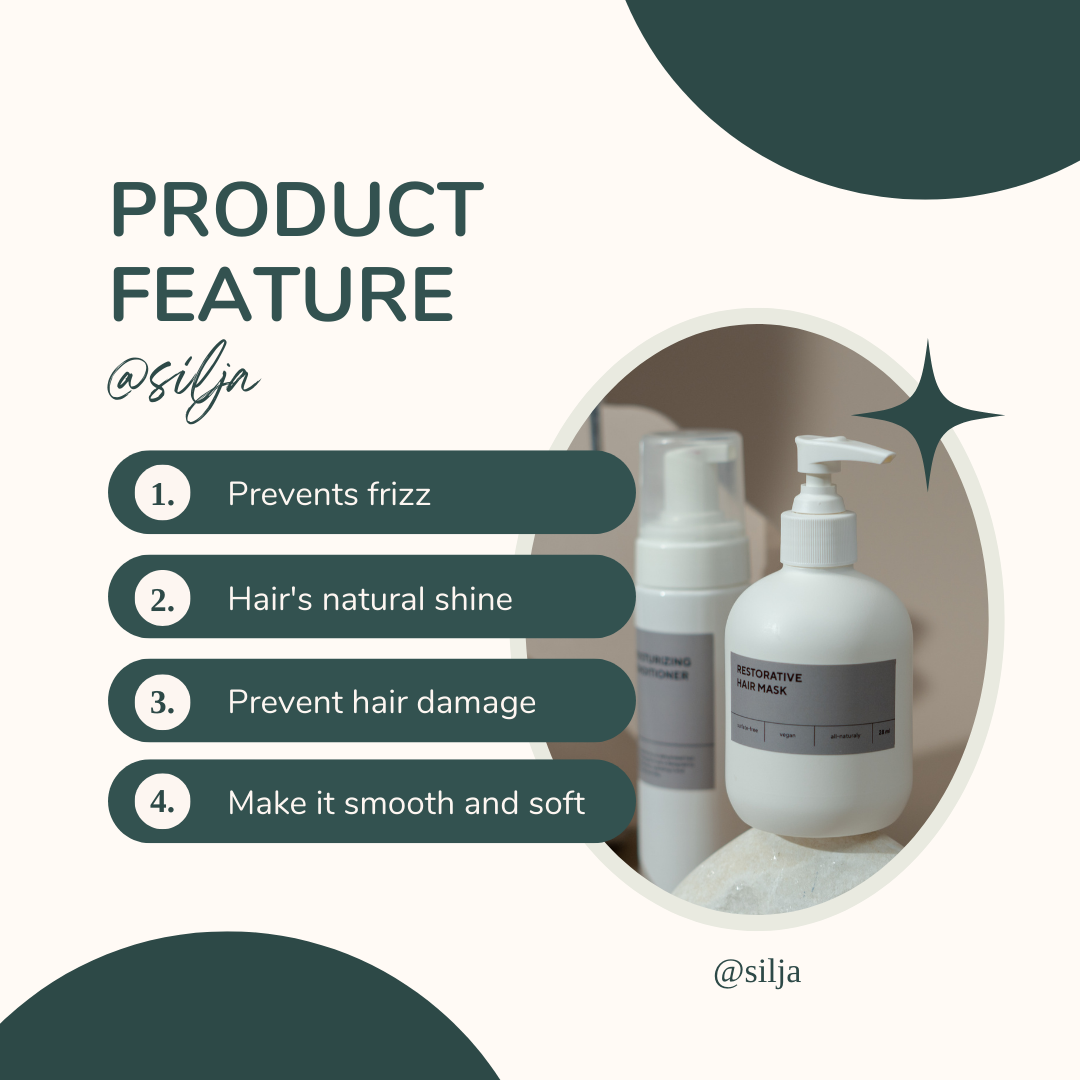 PRODUCT
FEATURE
@silja
1. Prevents frizz
2. Hair's natural shine
3. Prevent hair damage
4. Make it smooth and soft
RESTORATIVE
HAIR MASK
vegan
@silja